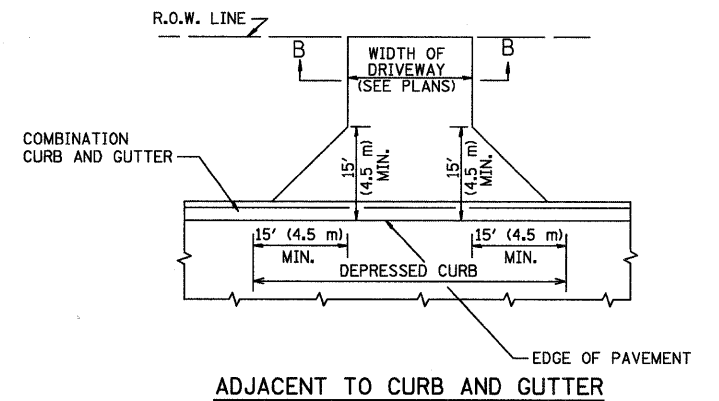 R.O.W. LINE
B
WIDTH OF
DRIVEWAY
(SEE PLANS)
B
COMBINATION
CURB AND GUTTER
15'
(4.5 m)
MIN.
15'
(4.5 m)
MIN.
15' (4.5 m)
MIN.
15' (4.5 m)
MIN.
DEPRESSED CURB
EDGE OF PAVEMENT
ADJACENT TO CURB AND GUTTER